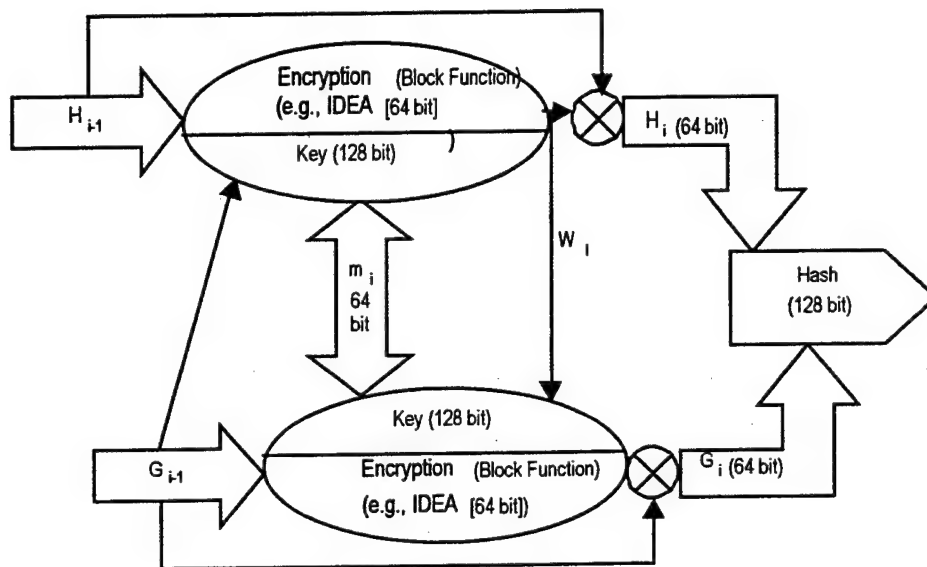 Encryption (Block Function)
(e.g., IDEA [64 bit]
H i-1
Key (128 bit) )
H i (64 bit)
W i
m i
64
bit
Hash
(128 bit)
Key (128 bit)
G i-1
Encryption (Block Function)
(e.g., IDEA [64 bit])
G i (64 bit)